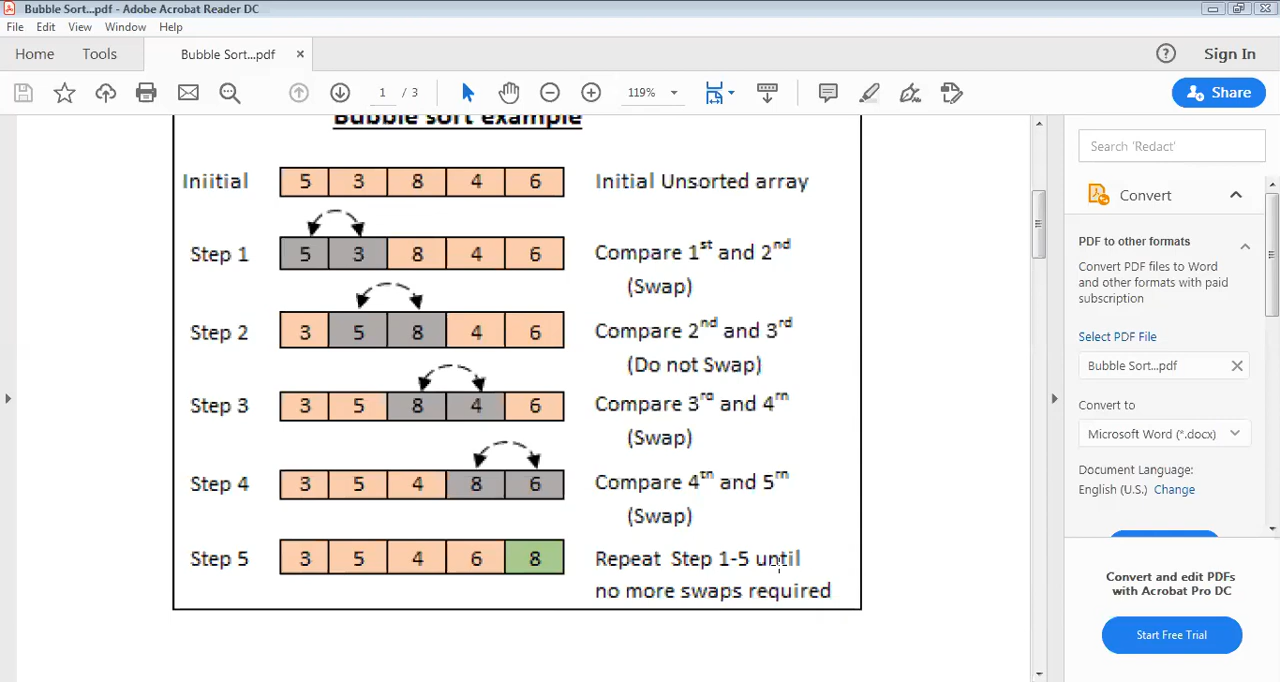 Bubble Sort...pdf - Adobe Acrobat Reader DC
File Edit View Window Help
Home Tools Bubble Sort...pdf × Sign In
1 / 3 119% Share
Bubble sort example
Iniitial 5 3 8 4 6 Initial Unsorted array
Step 1 5 3 8 4 6 Compare 1st and 2nd
(Swap)
Step 2 3 5 8 4 6 Compare 2nd and 3rd
(Do not Swap)
Step 3 3 5 8 4 6 Compare 3rd and 4th
(Swap)
Step 4 3 5 4 8 6 Compare 4th and 5th
(Swap)
Step 5 3 5 4 6 8 Repeat Step 1-5 until
no more swaps required
Search 'Redact'
Convert
PDF to other formats
Convert PDF files to Word
and other formats with paid
subscription
Select PDF File
Bubble Sort...pdf
Convert to
Microsoft Word (*.docx)
Document Language:
English (U.S.) Change
Convert and edit PDFs
with Acrobat Pro DC
Start Free Trial